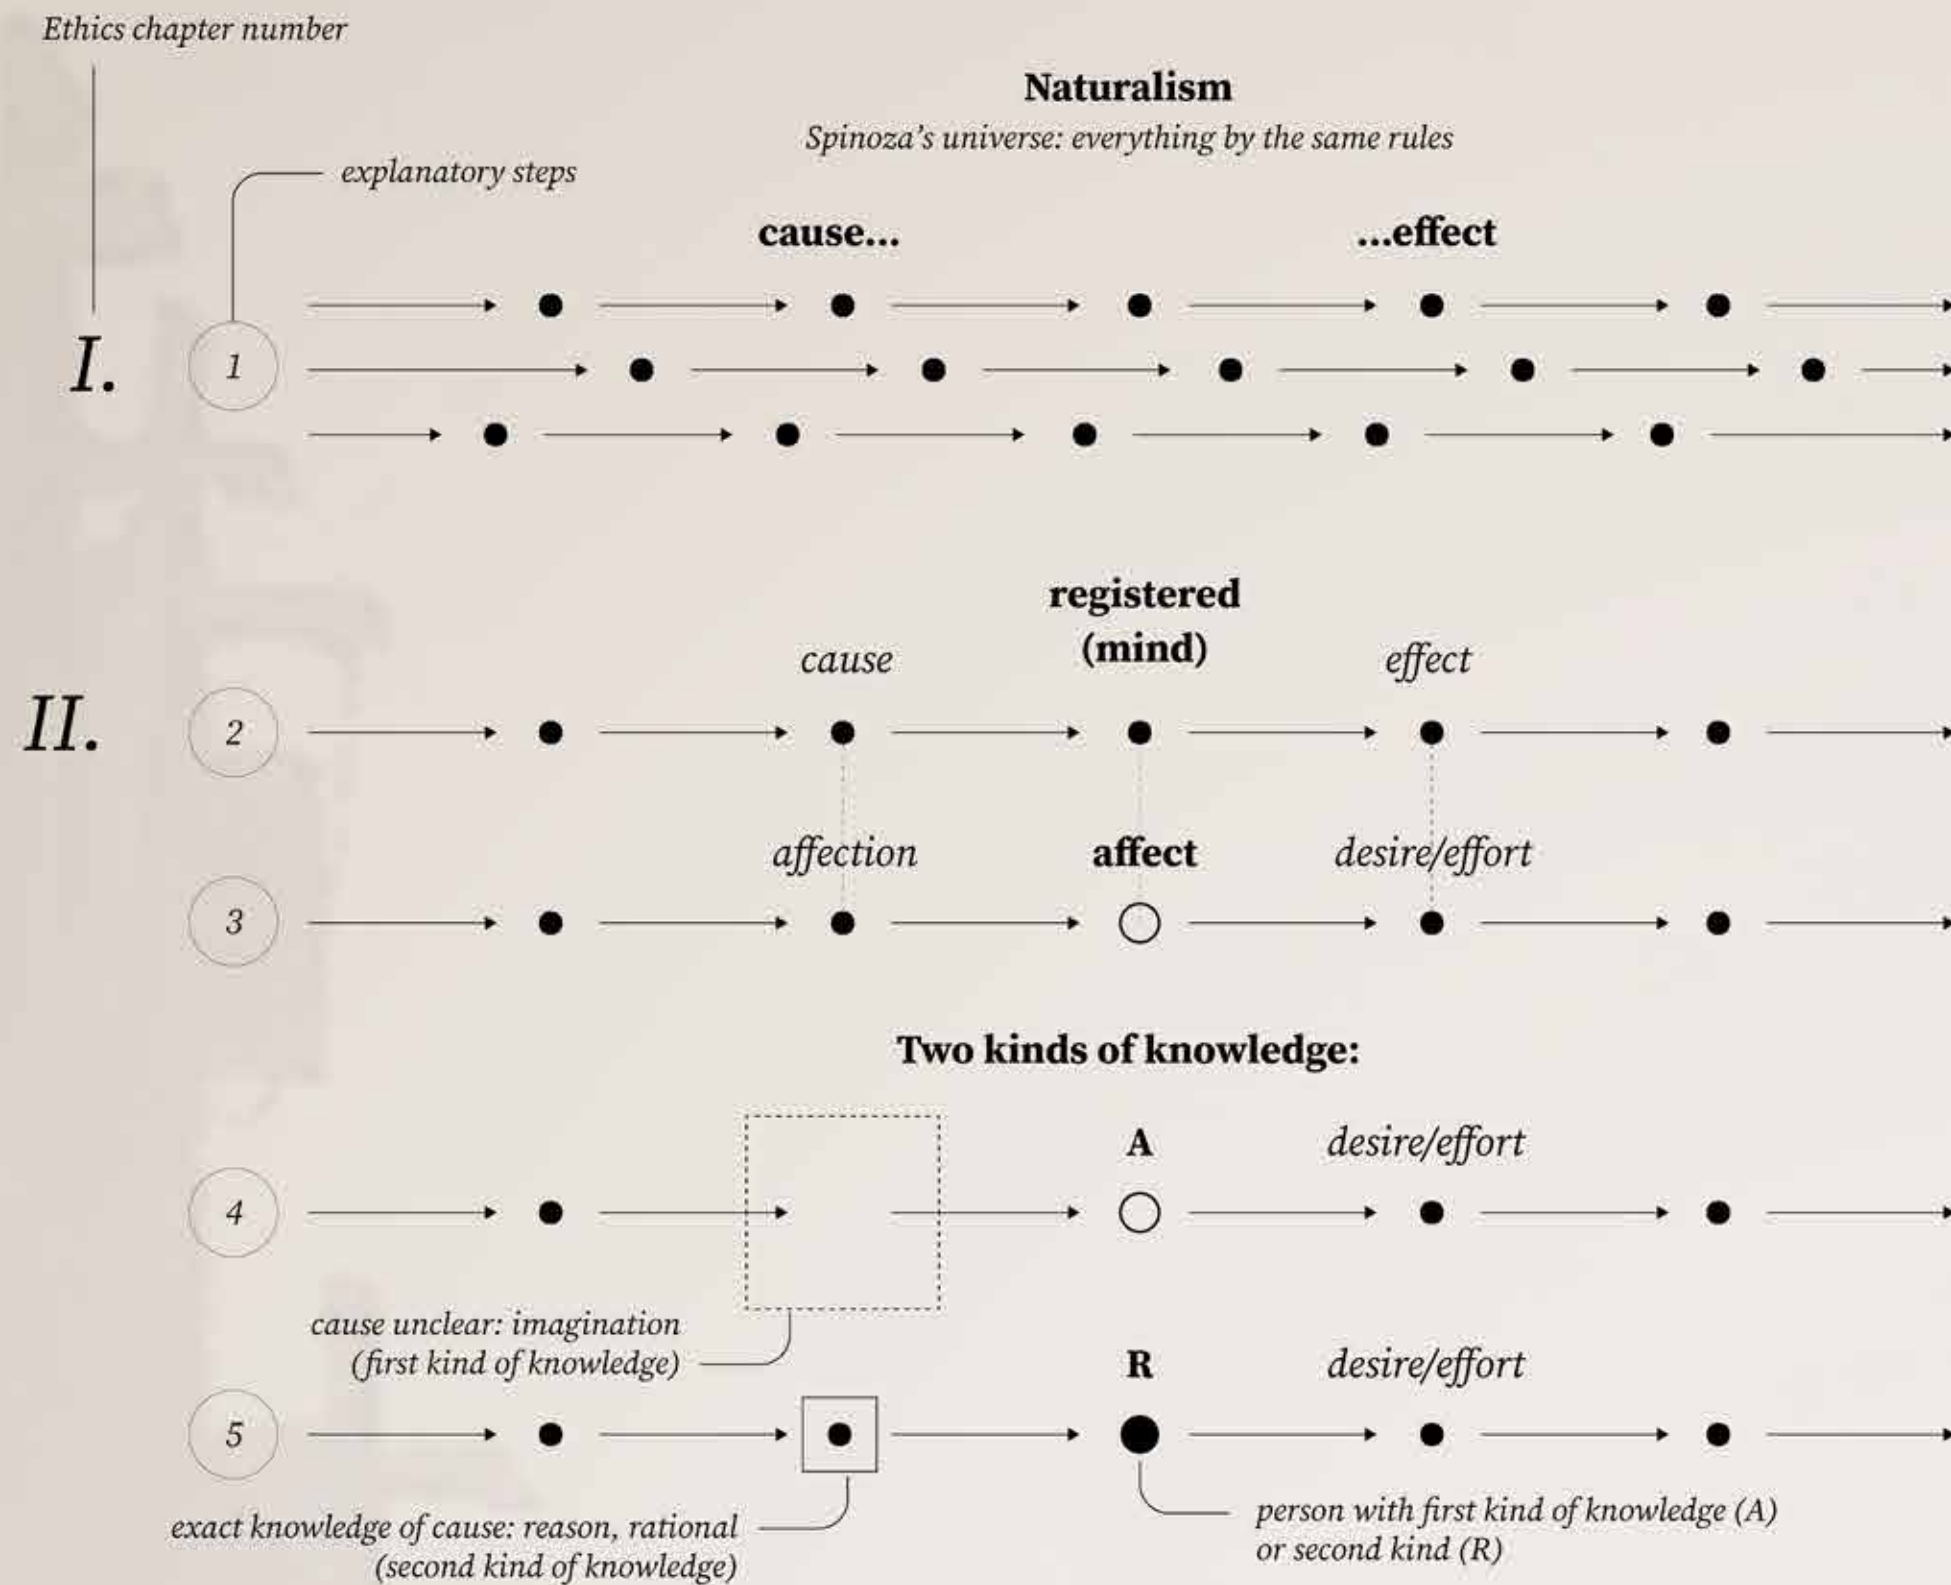 Ethics chapter number
Naturalism
Spinoza's universe: everything by the same rules
explanatory steps
cause...
...effect
I.
1
registered
(mind)
cause
effect
II.
2
affection
affect
desire/effort
3
Two kinds of knowledge:
A
desire/effort
4
cause unclear: imagination
(first kind of knowledge)
R
desire/effort
5
exact knowledge of cause: reason, rational
(second kind of knowledge)
person with first kind of knowledge (A)
or second kind (R)